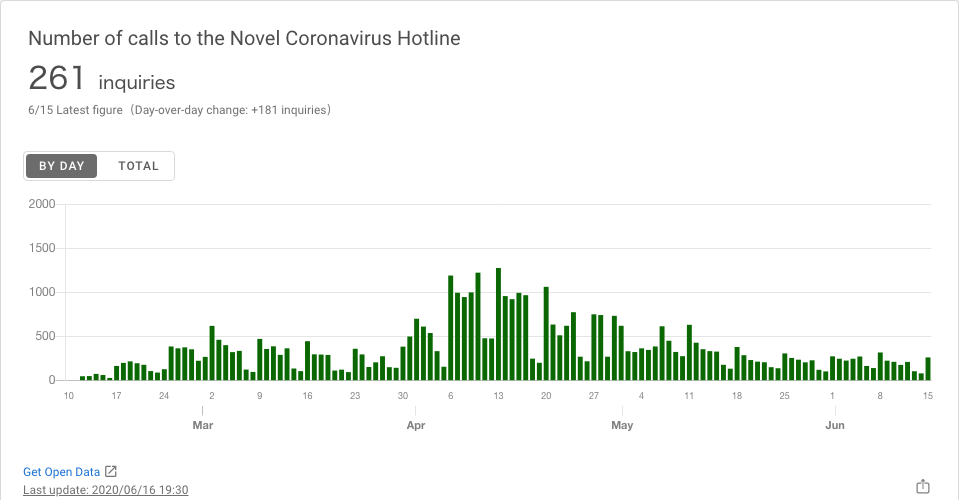 Number of calls to the Novel Coronavirus Hotline
261 inquiries
6/15 Latest figure（Day-over-day change: +181 inquiries）
BY DAY TOTAL
2000
1500
1000
500
0
10 17 24 2 9 16 23 30 6 13 20 27 4 11 18 25 1 8 15
Mar Apr May Jun
Get Open Data
Last update: 2020/06/16 19:30